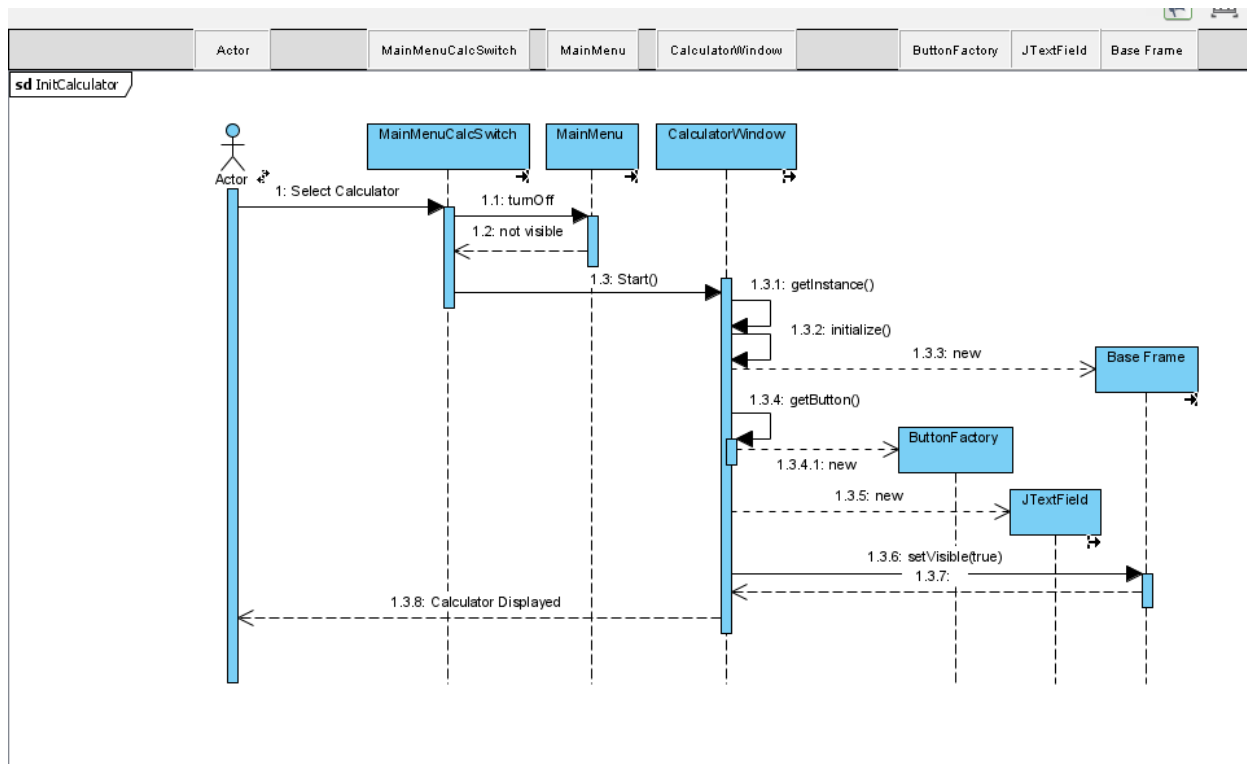 Actor MainMenuCalcSwitch MainMenu CalculatorWindow ButtonFactory JTextField Base Frame
sd InitCalculator
MainMenuCalcSwitch MainMenu CalculatorWindow
Actor
1: Select Calculator
1.1: turnOff
1.2: not visible
1.3: Start()
1.3.1: getInstance()
1.3.2: initialize()
1.3.3: new
Base Frame
1.3.4: getButton()
ButtonFactory
1.3.4.1: new
1.3.5: new
JTextField
1.3.6: setVisible(true)
1.3.7:
1.3.8: Calculator Displayed